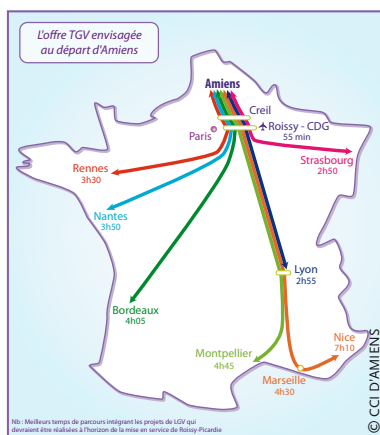 L'offre TGV envisagée
au départ d'Amiens
Amiens
Creil
Roissy - CDG
55 min
Paris
Strasbourg
2h50
Rennes
3h30
Nantes
3h50
Lyon
2h55
Bordeaux
4h05
Nice
7h10
Montpellier
4h45
Marseille
4h30
Nb : Meilleurs temps de parcours intégrant les projets de LGV qui
devraient être réalisées à l'horizon de la mise en service de Roissy-Picardie
© CCI D'AMIENS